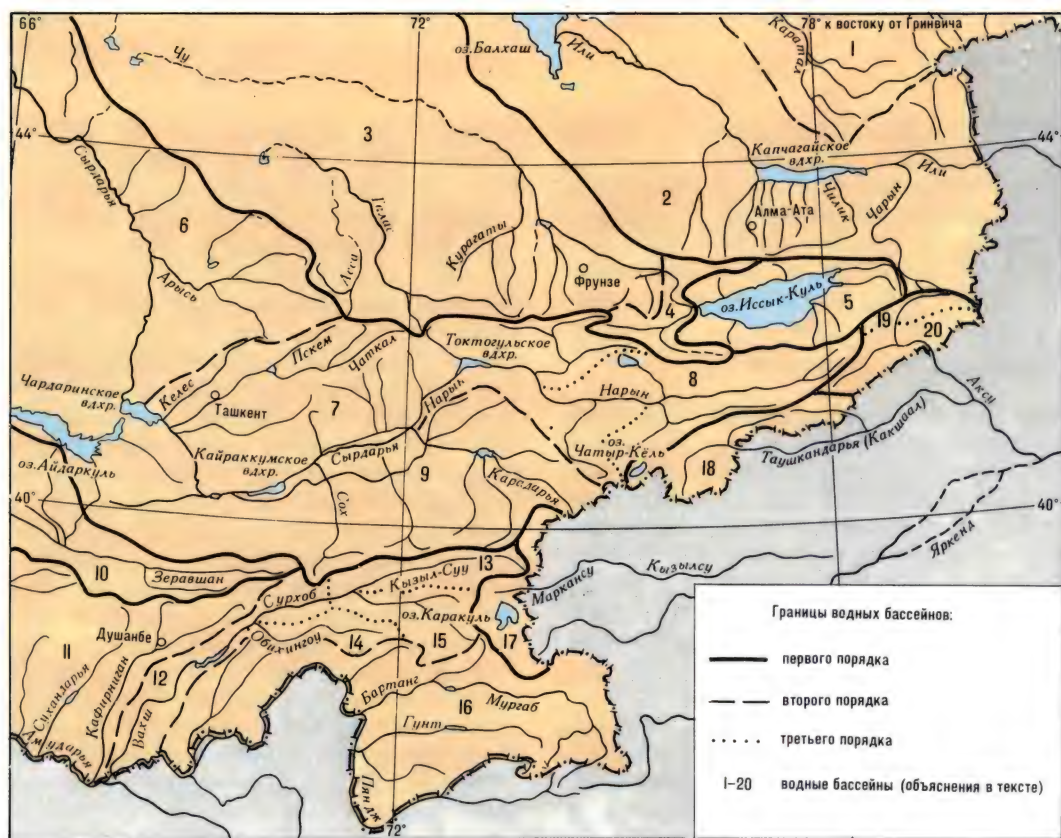 66°
72°
78° к востоку от Гринвича
Чу
оз.Балхаш
Или
Каратал
1
44°
3
44°
Сырдарья
Капчагайское
вдхр.
Или
2
6
Талас
Алма-Ата
Чилик
Чарын
Асси
Курагаты
Фрунзе
Арысь
оз.Иссык-Куль
5
4
19
20
Пскем
Чаткал
Токтогульское
вдхр.
8
Келес
Нарын
Нарын
Аксу
Чардаринское
вдхр.
Ташкент
7
оз.
Чатыр-Кёль
Таушкандарья (Какшаал)
Кайраккумское
вдхр.
Сырдарья
18
оз.Айдаркуль
9
Карадарья
40°
Сох
40°
Яркенд
10
Зеравшан
13
Кызыл-Суу
Маркансу
Кызылсу
Сурхоб
оз.Каракуль
Душанбе
Обихингоу
14
15
17
11
12
Сурхандарья
Кафирниган
Вахш
Бартанг
16
Мургаб
Гунт
Амударья
Пяндж
72°
Границы водных бассейнов:
первого порядка
второго порядка
третьего порядка
1–20 водные бассейны (объяснения в тексте)